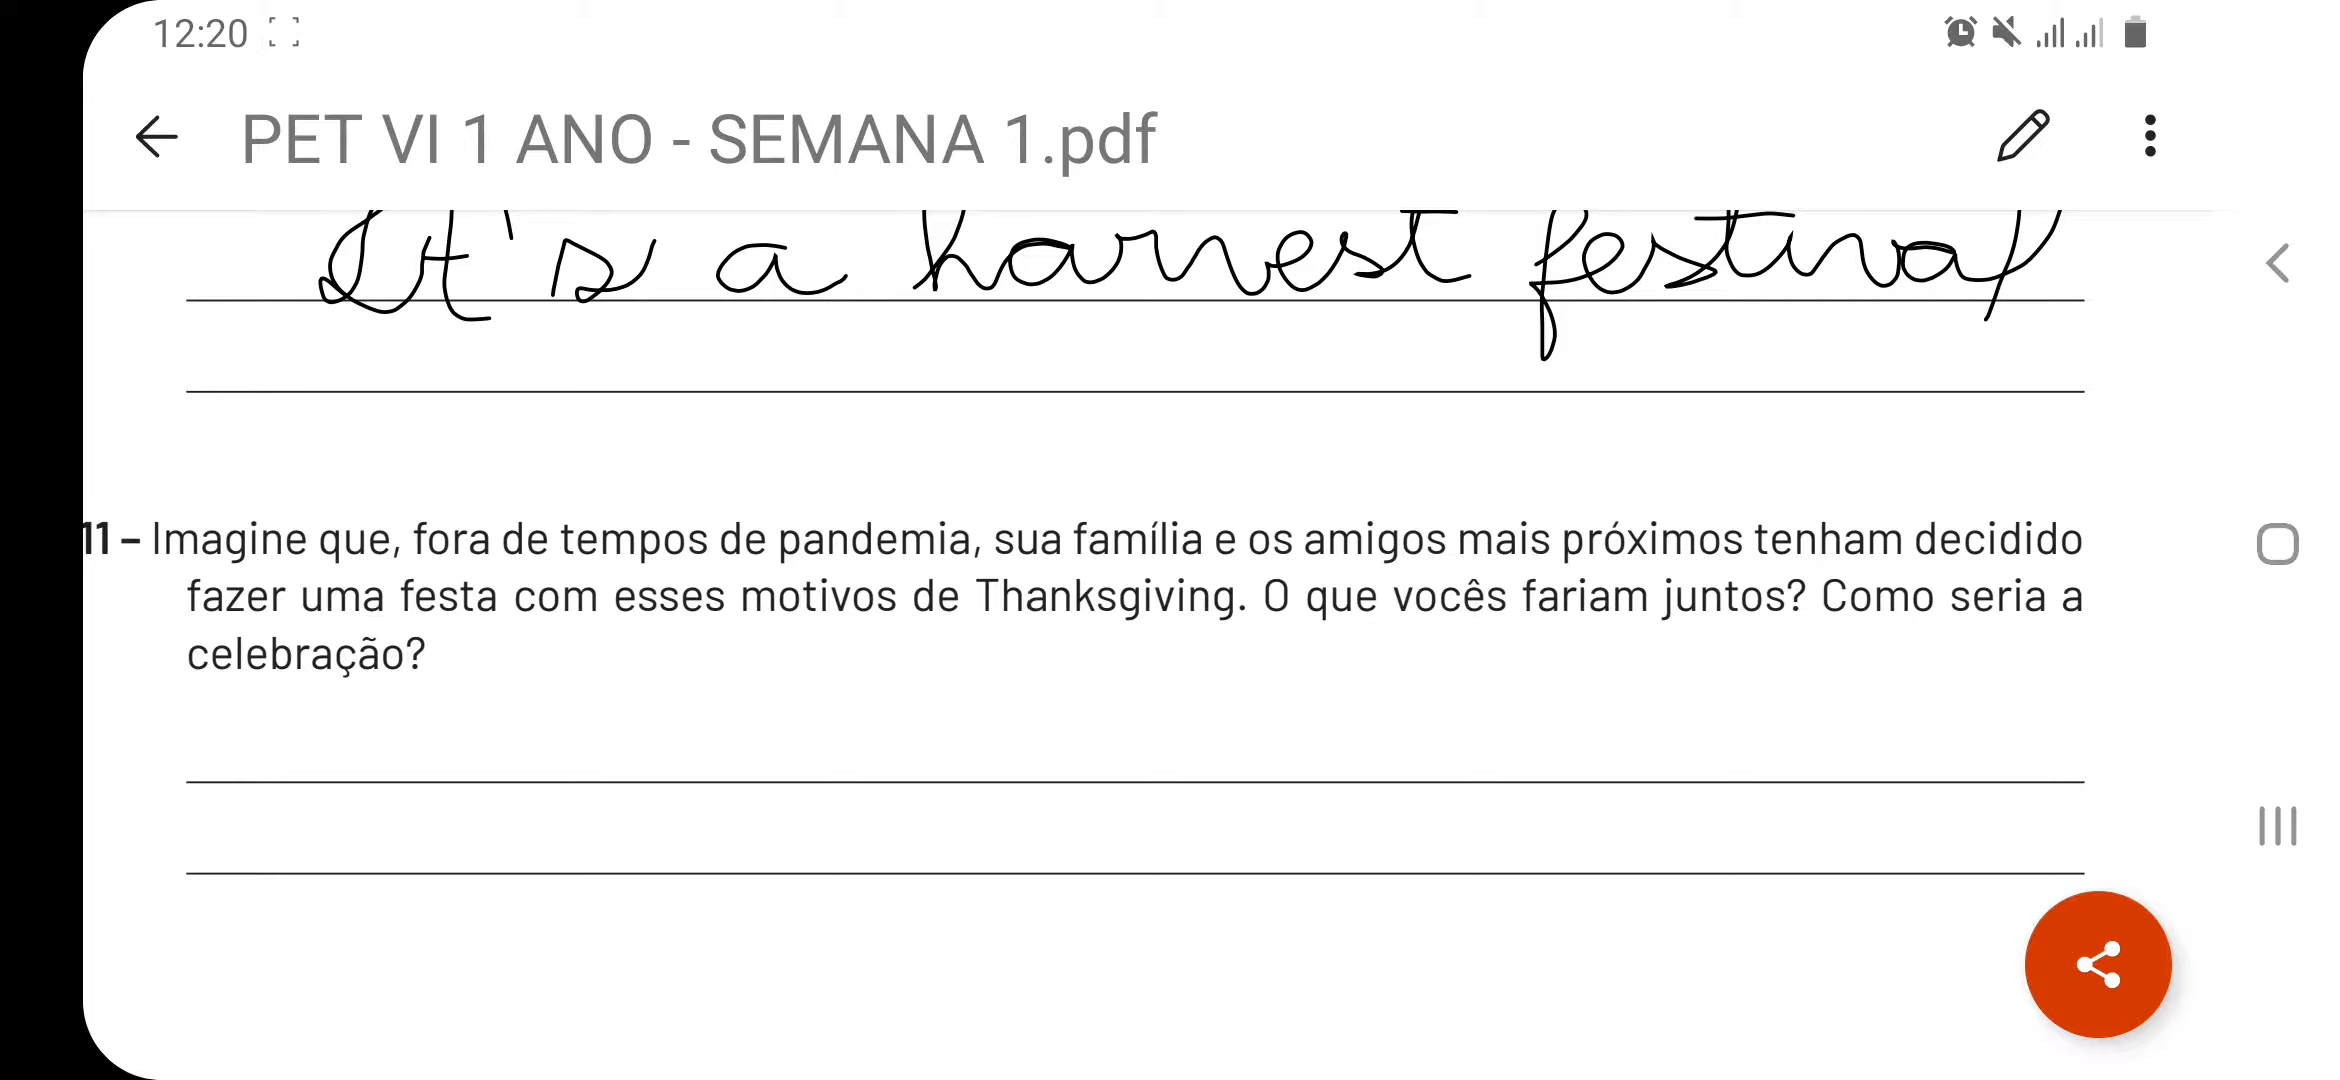 12:20
PET VI 1 ANO - SEMANA 1.pdf
It's a harvest festival
11 – Imagine que, fora de tempos de pandemia, sua família e os amigos mais próximos tenham decidido
fazer uma festa com esses motivos de Thanksgiving. O que vocês fariam juntos? Como seria a
celebração?